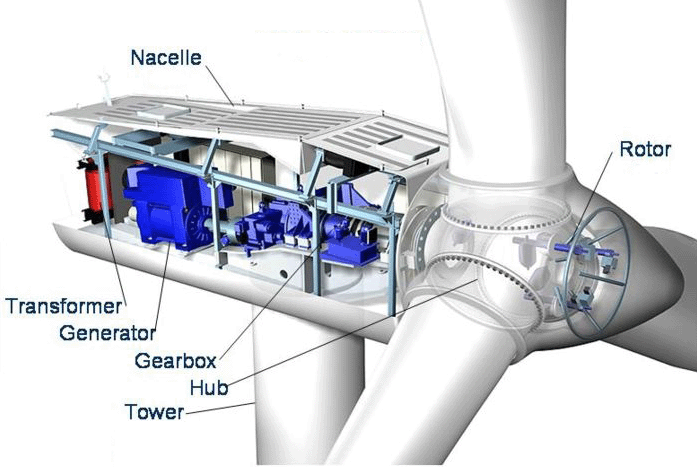 Nacelle
Rotor
Transformer
Generator
Gearbox
Hub
Tower